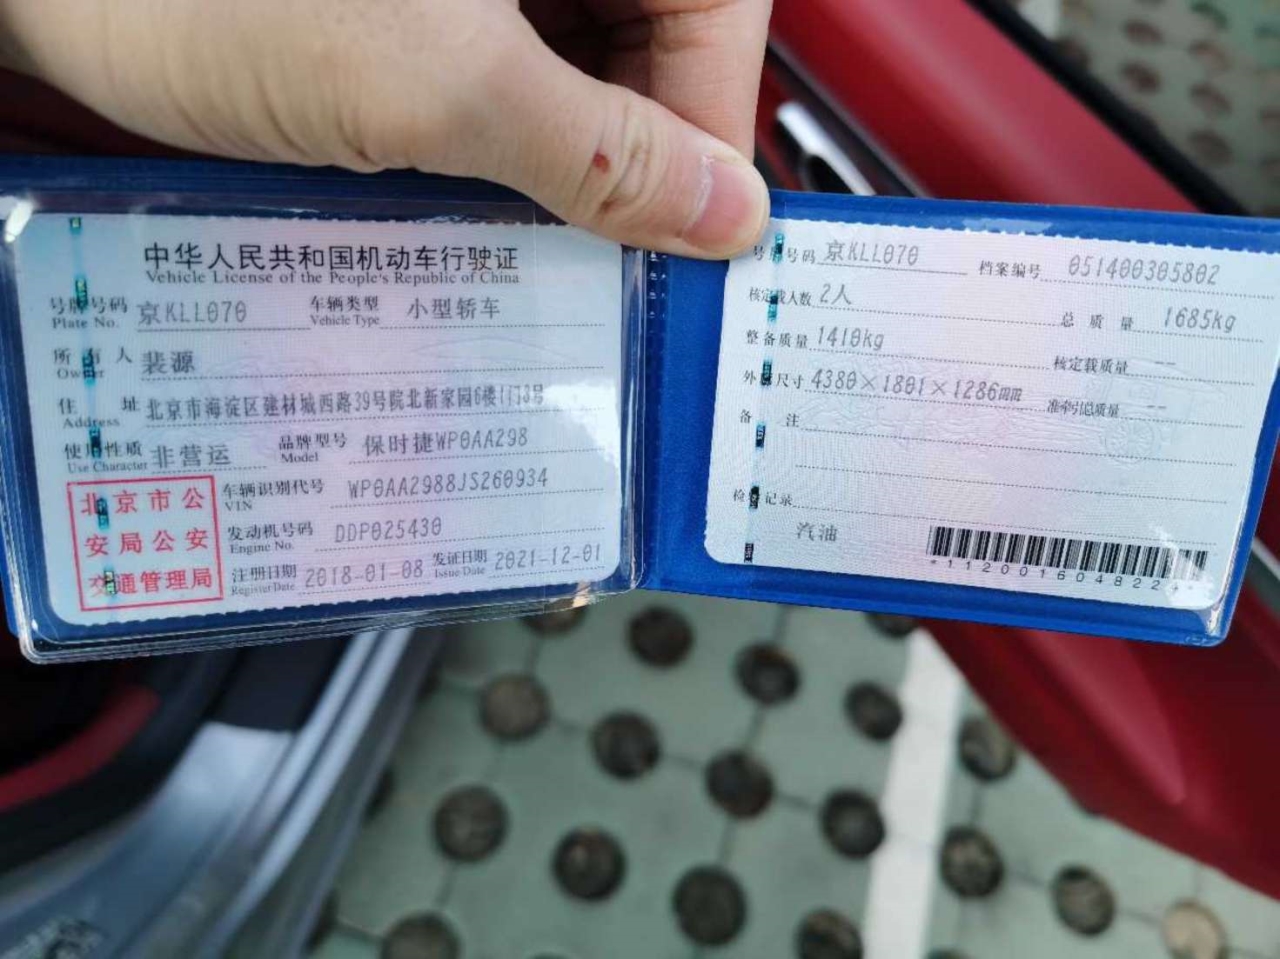 中华人民共和国机动车行驶证
Vehicle License of the People's Republic of China
号牌号码 京KLL070 车辆类型 小型轿车
Plate No. Vehicle Type
所有人 裴源
Owner
住址 北京市海淀区建材城西路39号院北新家园6楼1门8号
Address
使用性质 非营运 品牌型号 保时捷WP0AA298
Use Character Model
北京市公
安局公安
交通管理局
车辆识别代号 WP0AA2988JS260934
VIN
发动机号码 DDP025430
Engine No.
注册日期 2018-01-08 发证日期 2021-12-01
Register Date Issue Date
号牌号码 京KLL070 档案编号 051400305802
核定载人数 2人 总质量 1685kg
整备质量 1410kg 核定载质量 --
外廓尺寸 4380×1801×1286mm 准牵引总质量 --
备注
检验记录
汽油
*112001604822